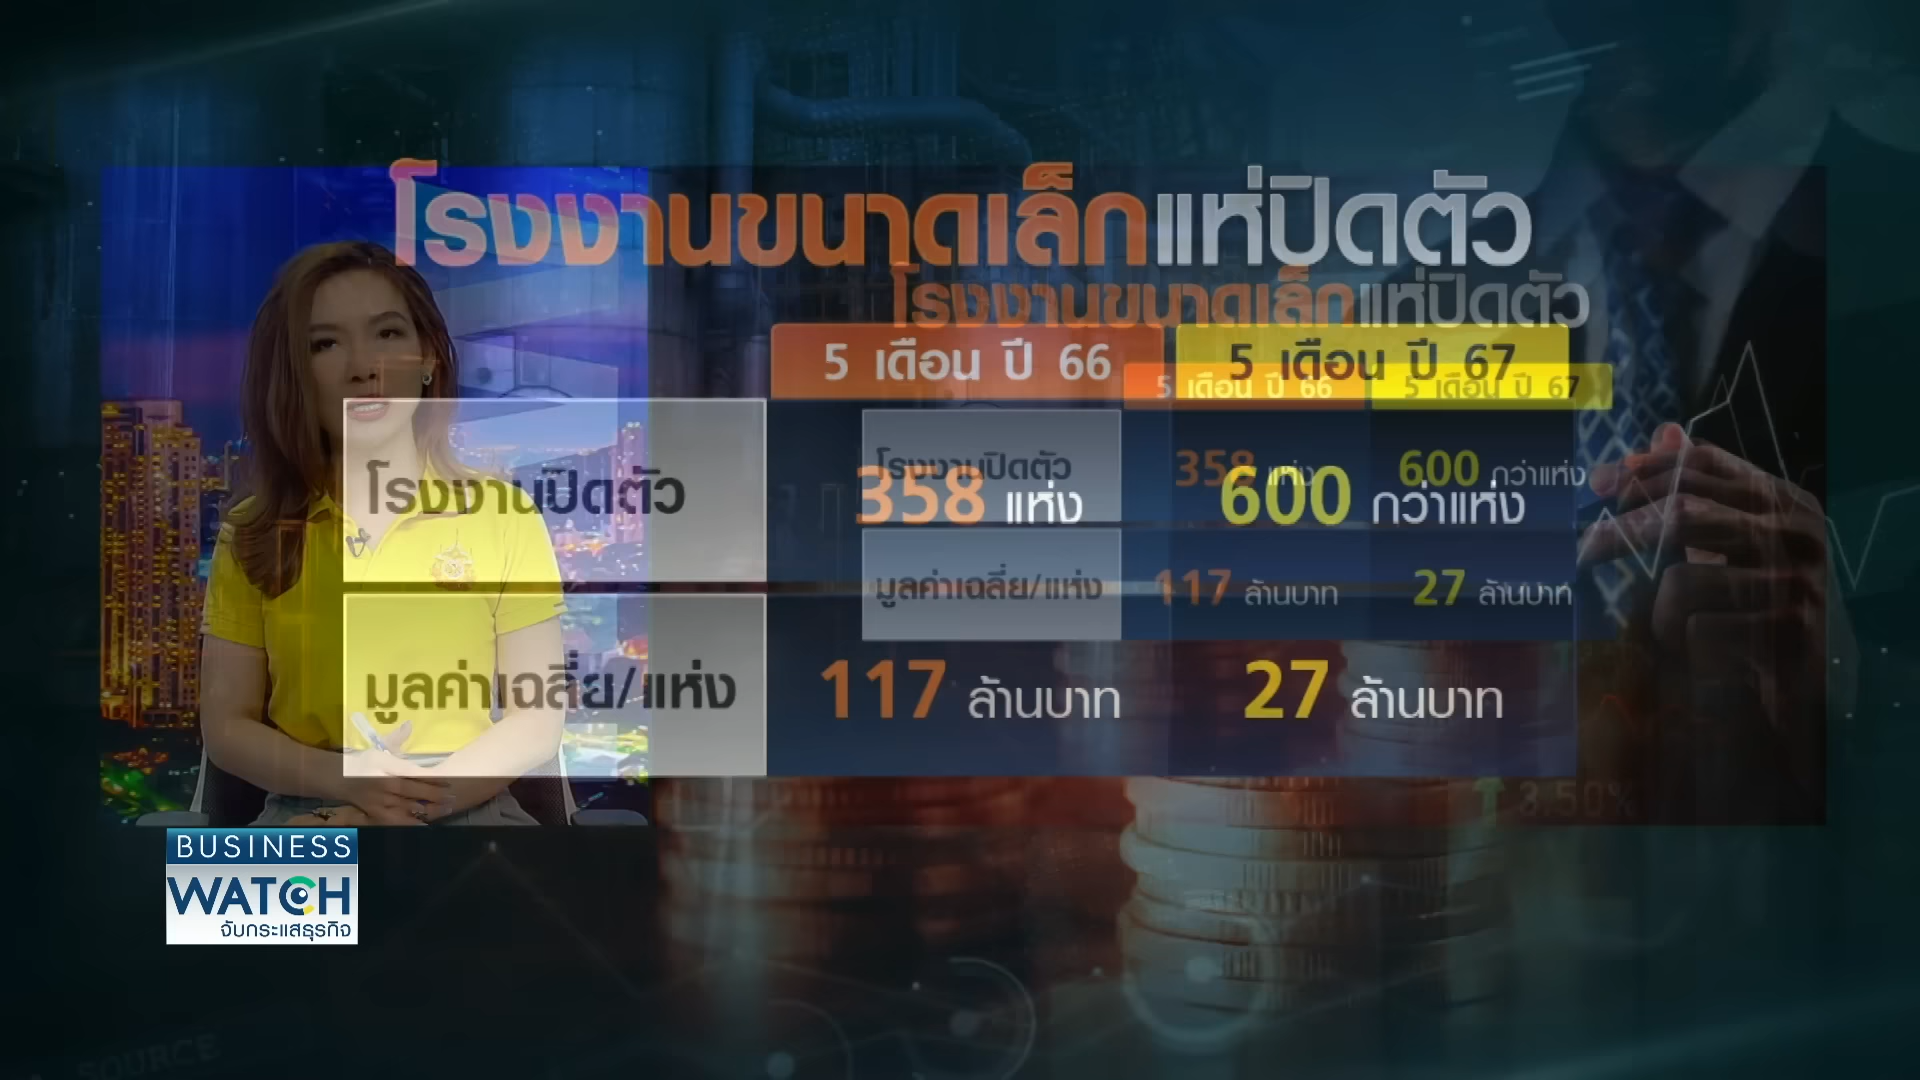 โรงงานขนาดเล็กแห่ปิดตัว
โรงงานขนาดเล็กแห่ปิดตัว
5 เดือน ปี 66 5 เดือน ปี 67
5 เดือน ปี 66 5 เดือน ปี 67
โรงงานปิดตัว 358 แห่ง 600 กว่าแห่ง
โรงงานปิดตัว 358 แห่ง 600 กว่าแห่ง
มูลค่าเฉลี่ย/แห่ง 117 ล้านบาท 27 ล้านบาท
มูลค่าเฉลี่ย/แห่ง 117 ล้านบาท 27 ล้านบาท
3.50%
BUSINESS
WATCH
จับกระแสธุรกิจ
SOURCE